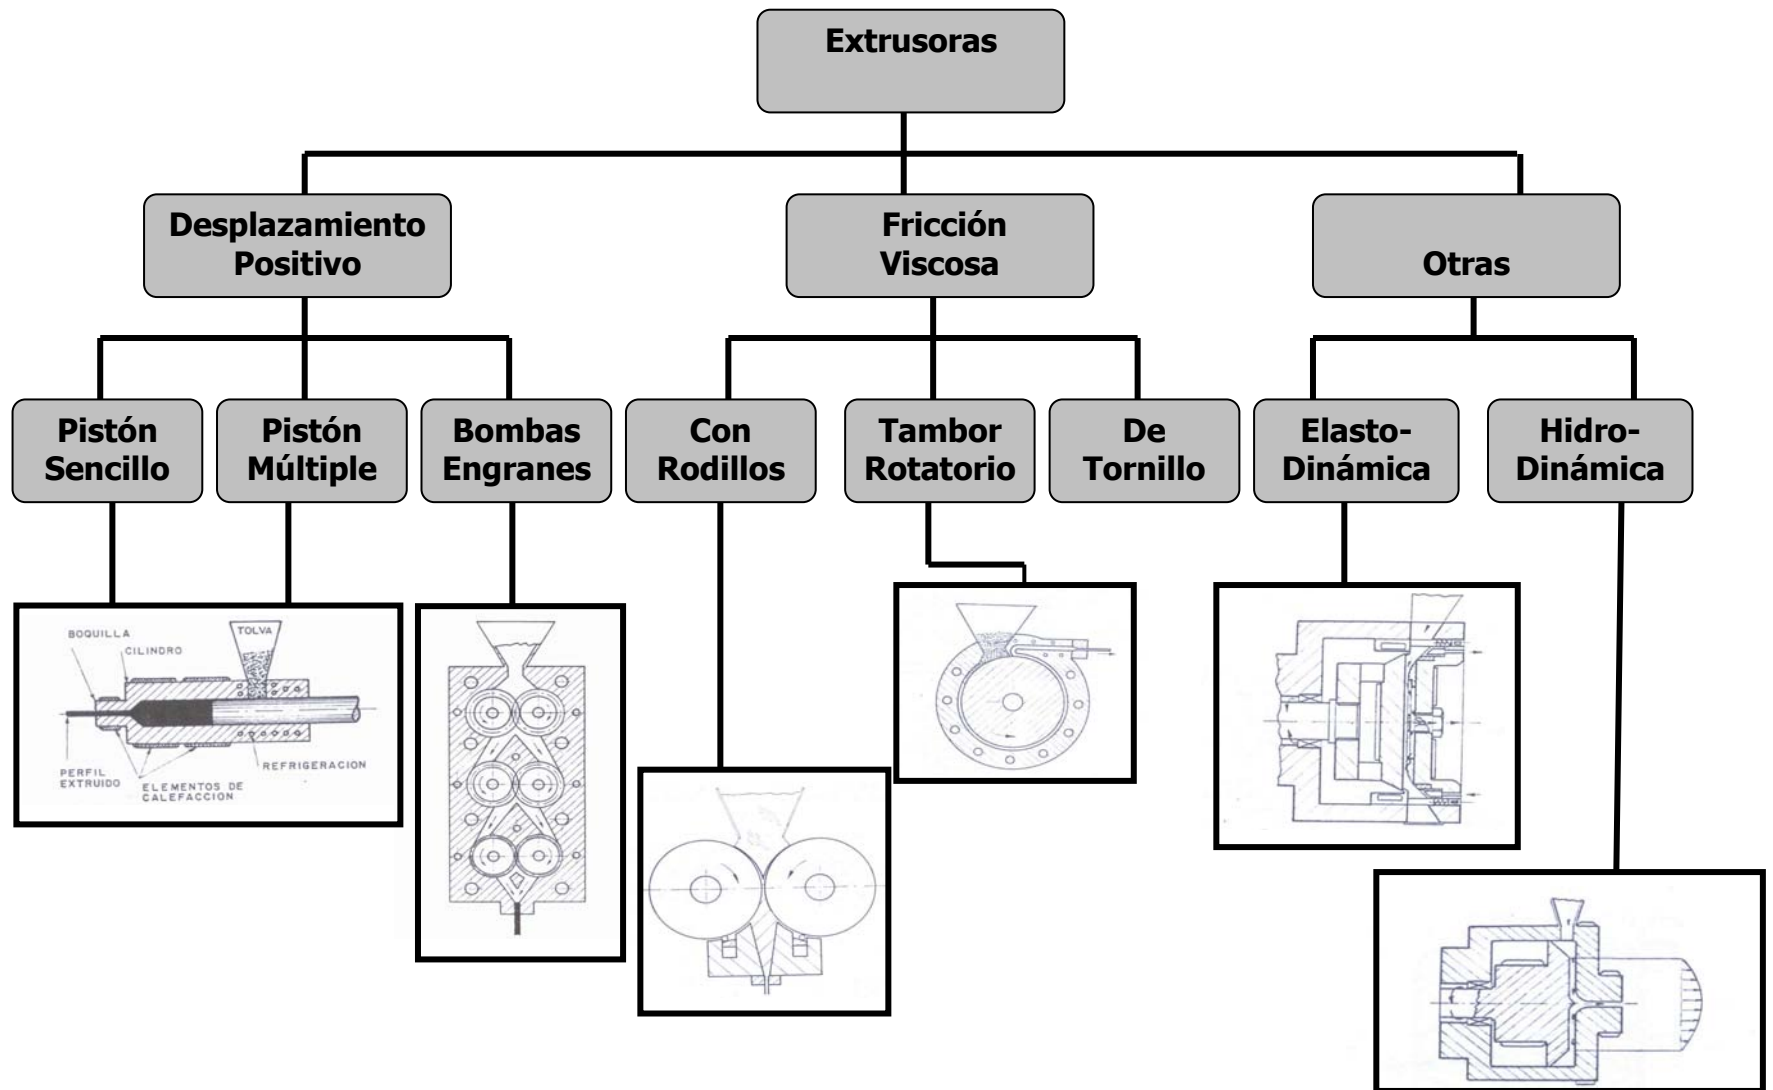 Extrusoras
Desplazamiento
Positivo
Fricción
Viscosa
Otras
Pistón
Sencillo
Pistón
Múltiple
Bombas
Engranes
Con
Rodillos
Tambor
Rotatorio
De
Tornillo
Elasto-
Dinámica
Hidro-
Dinámica
BOQUILLA
CILINDRO
TOLVA
PERFIL
EXTRUIDO
ELEMENTOS DE
CALEFACCION
REFRIGERACION